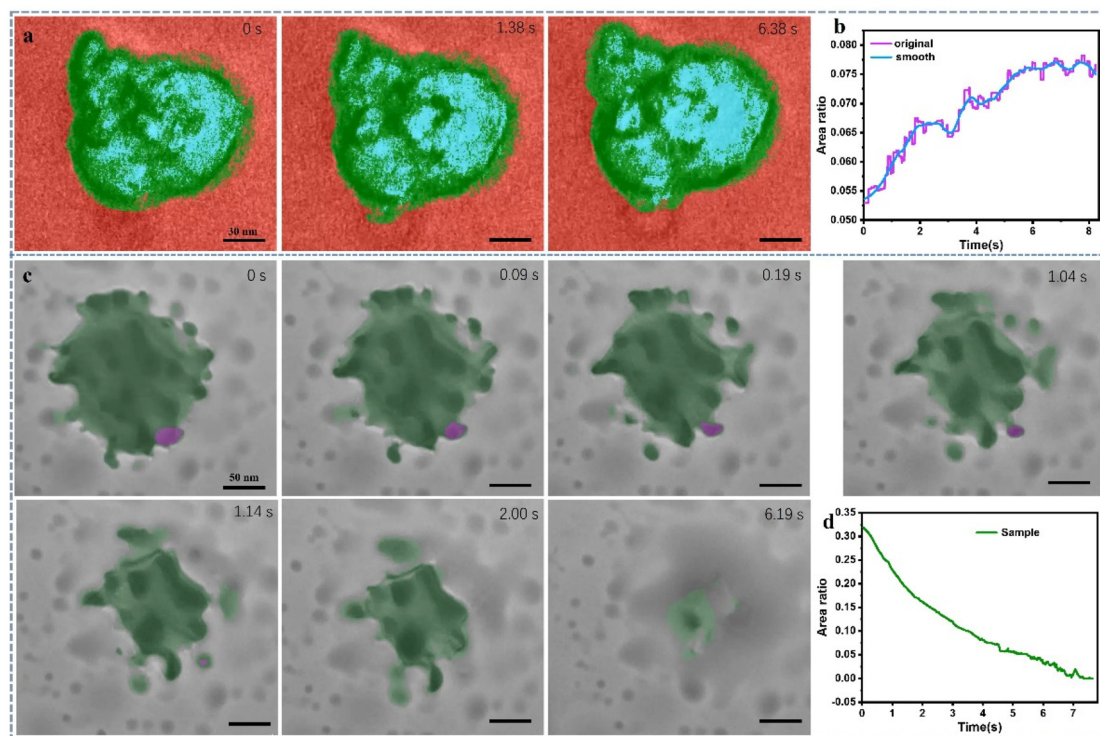 a
0 s
30 nm
1.38 s
6.38 s
b
original
smooth
0.080
0.075
0.070
0.065
0.060
0.055
0.050
Area ratio
0 2 4 6 8
Time(s)
c
0 s
50 nm
0.09 s
0.19 s
1.04 s
1.14 s
2.00 s
6.19 s
d
Sample
0.35
0.30
0.25
0.20
0.15
0.10
0.05
0.00
-0.05
Area ratio
0 1 2 3 4 5 6 7
Time(s)